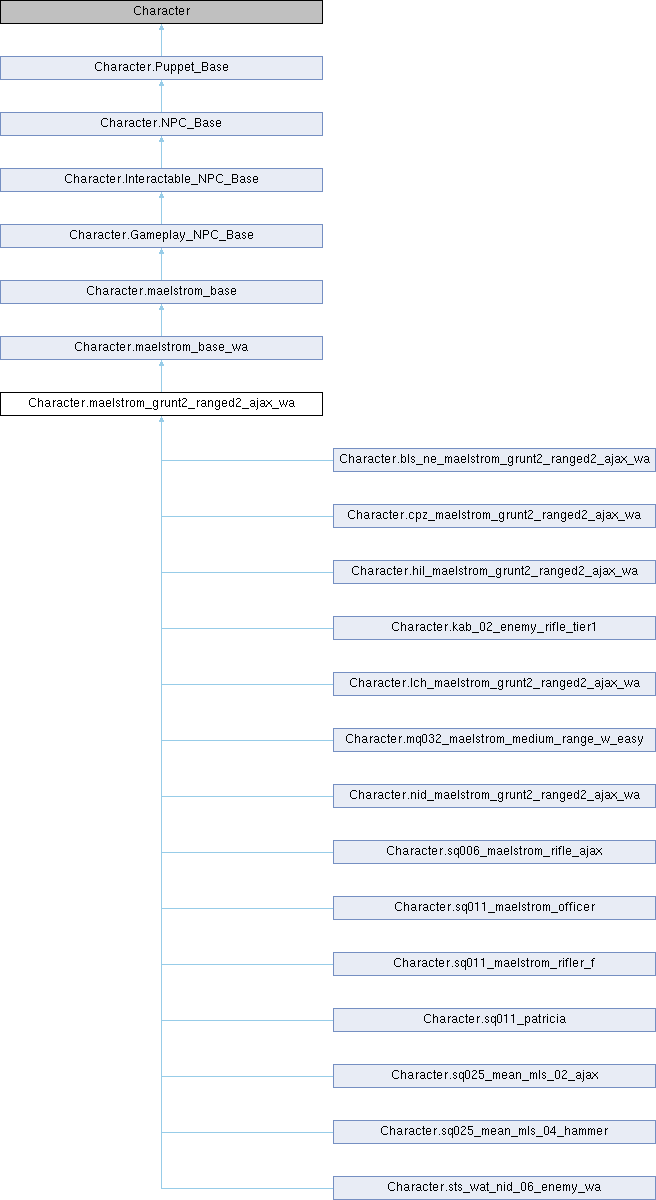 Character
Character.Puppet_Base
Character.NPC_Base
Character.Interactable_NPC_Base
Character.Gameplay_NPC_Base
Character.maelstrom_base
Character.maelstrom_base_wa
Character.maelstrom_grunt2_ranged2_ajax_wa
Character.bls_ne_maelstrom_grunt2_ranged2_ajax_wa
Character.cpz_maelstrom_grunt2_ranged2_ajax_wa
Character.hil_maelstrom_grunt2_ranged2_ajax_wa
Character.kab_02_enemy_rifle_tier1
Character.lch_maelstrom_grunt2_ranged2_ajax_wa
Character.mq032_maelstrom_medium_range_w_easy
Character.nid_maelstrom_grunt2_ranged2_ajax_wa
Character.sq006_maelstrom_rifle_ajax
Character.sq011_maelstrom_officer
Character.sq011_maelstrom_rifler_f
Character.sq011_patricia
Character.sq025_mean_mls_02_ajax
Character.sq025_mean_mls_04_hammer
Character.sts_wat_nid_06_enemy_wa